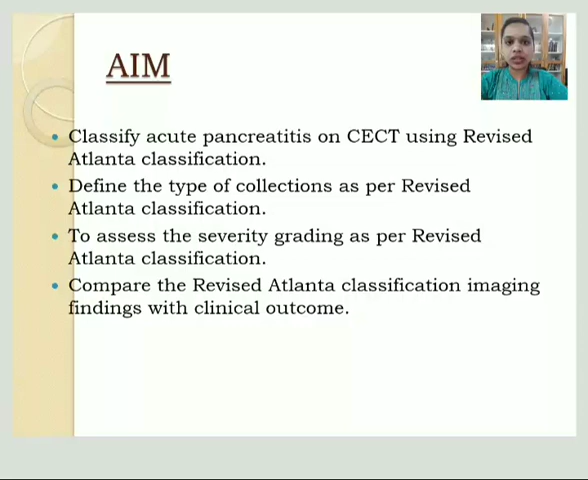 AIM
Classify acute pancreatitis on CECT using Revised
Atlanta classification.
Define the type of collections as per Revised
Atlanta classification.
To assess the severity grading as per Revised
Atlanta classification.
Compare the Revised Atlanta classification imaging
findings with clinical outcome.